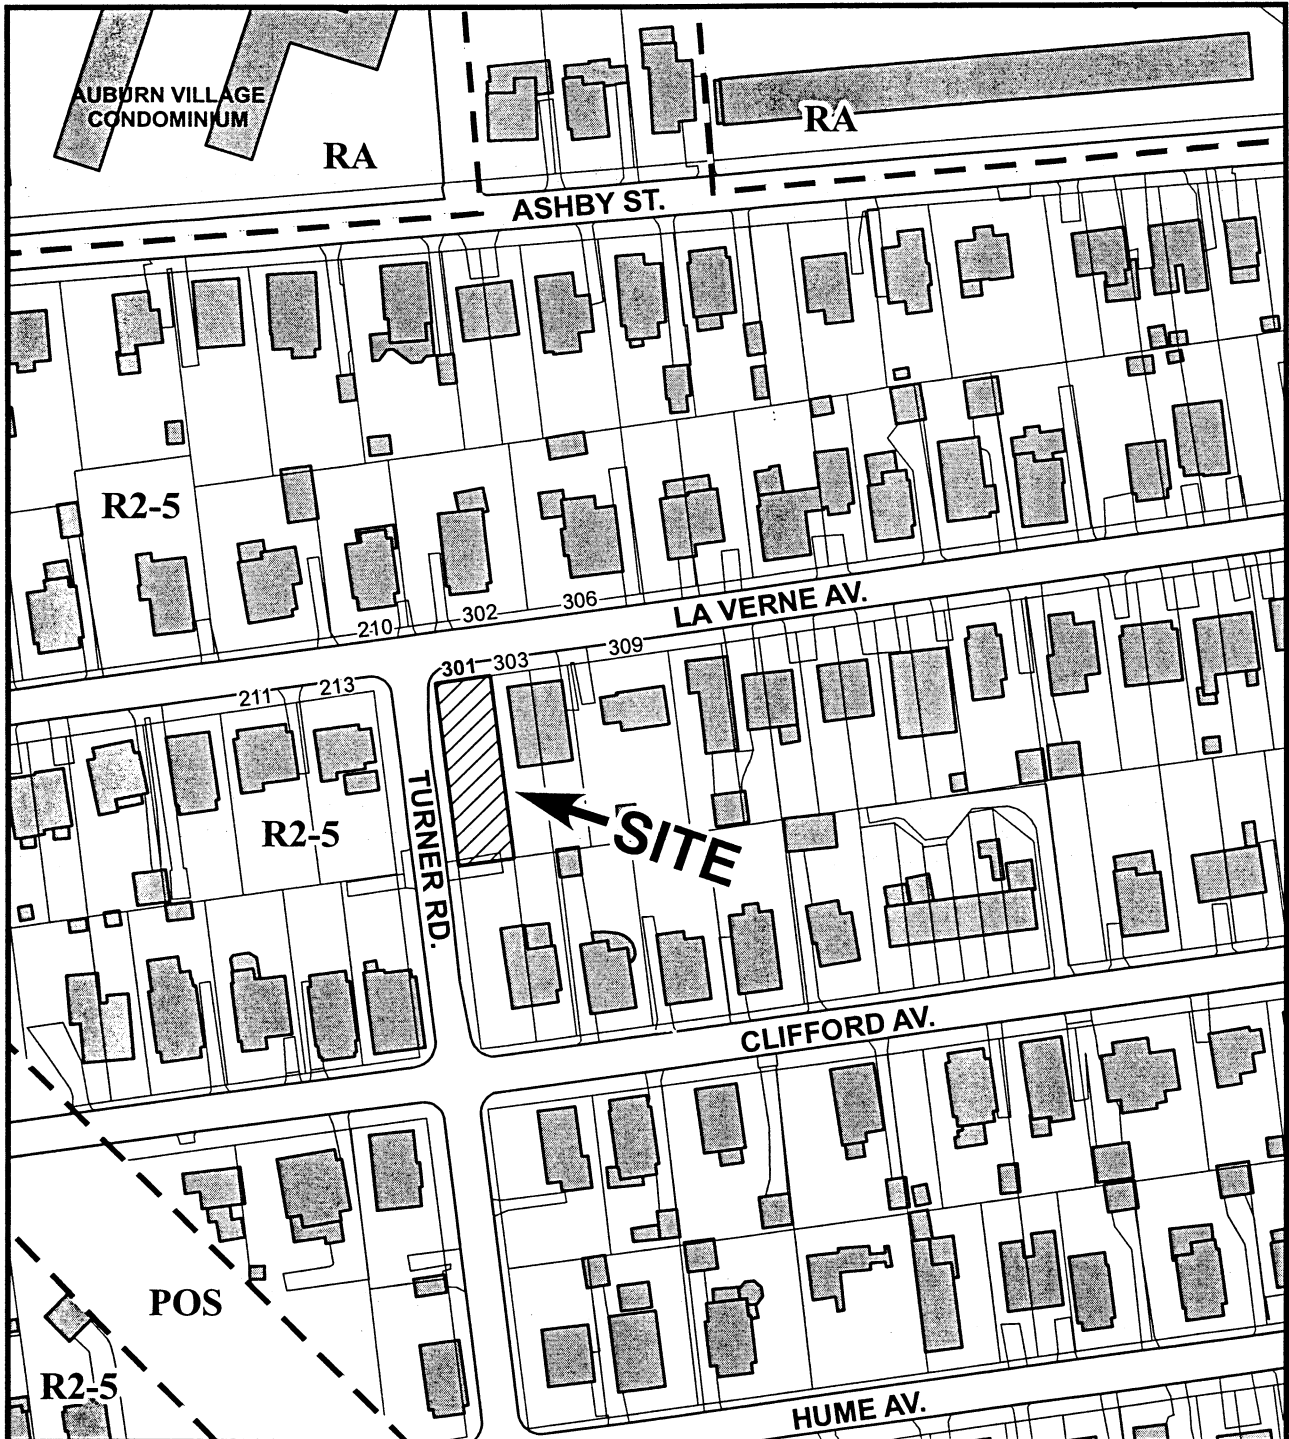 AUBURN VILLAGE
CONDOMINIUM
RA
RA
ASHBY ST.
R2-5
210
302
306
LA VERNE AV.
301
303
309
211
213
TURNER RD.
R2-5
SITE
CLIFFORD AV.
POS
R2-5
HUME AV.